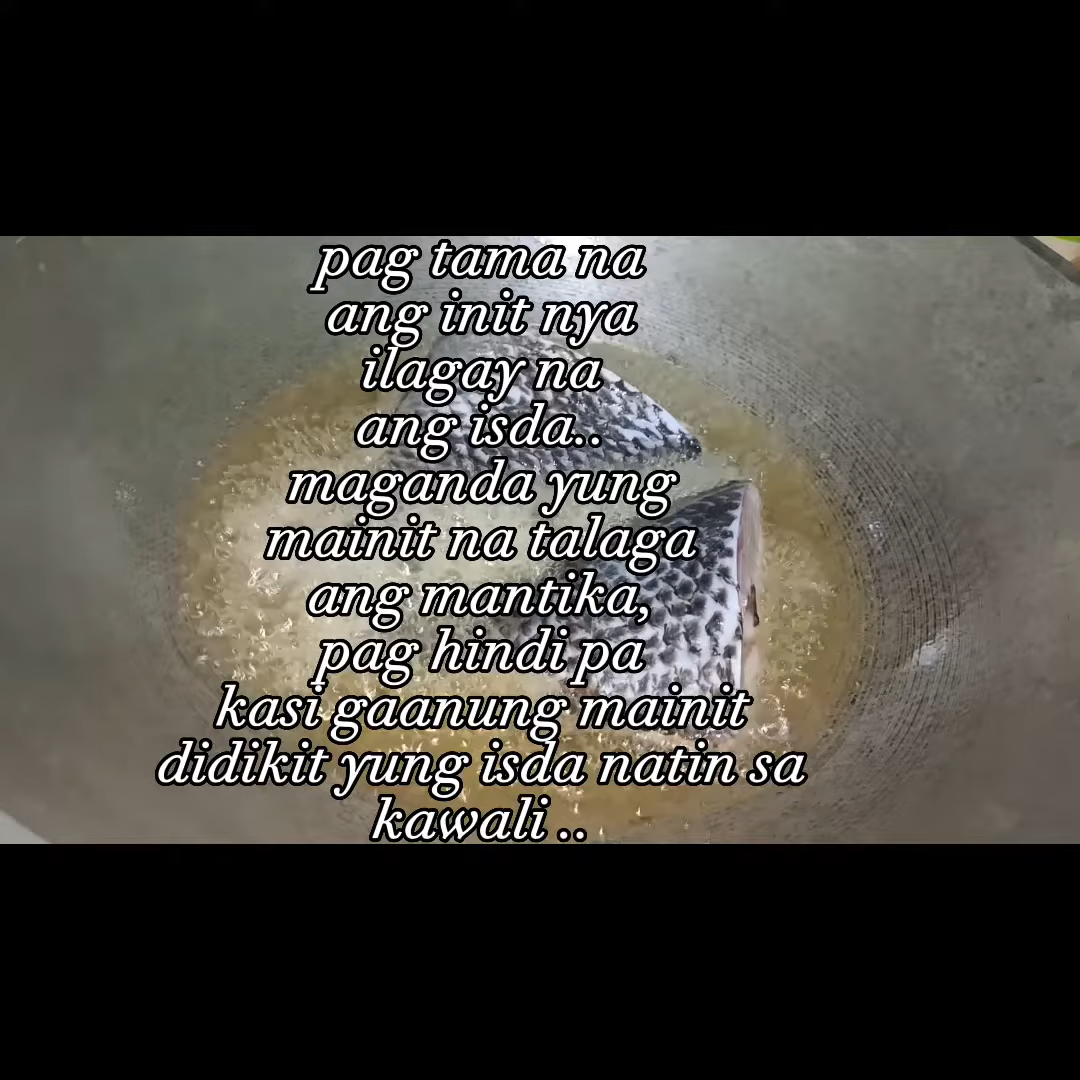 pag tama na
ang init nya
ilagay na
ang isda..
maganda yung
mainit na talaga
ang mantika,
pag hindi pa
kasi gaanung mainit
didikit yung isda natin sa
kawali ..